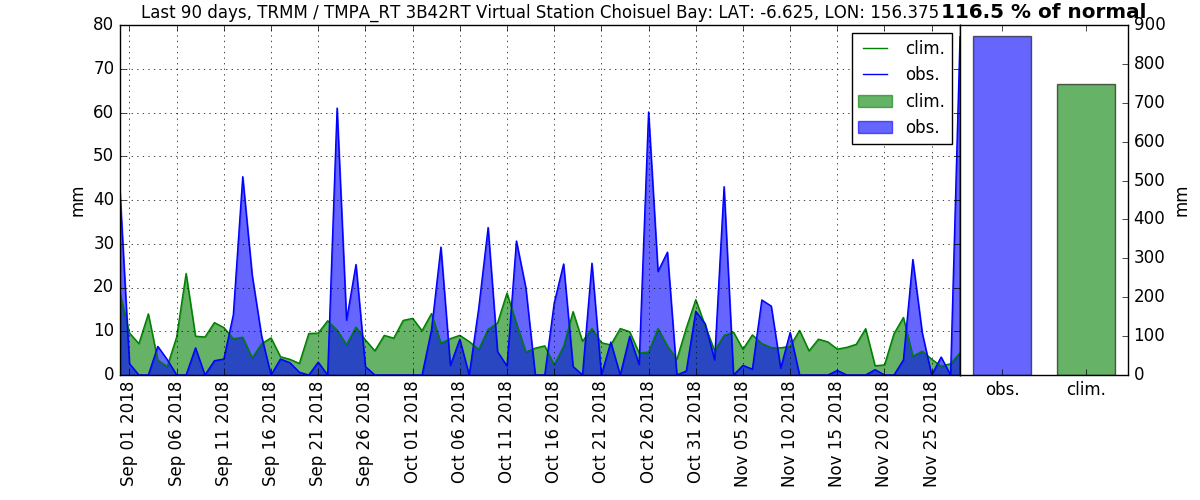 Last 90 days, TRMM / TMPA_RT 3B42RT Virtual Station Choisuel Bay: LAT: -6.625, LON: 156.375
116.5 % of normal
80
70
60
50
40
30
20
10
0
mm
clim.
obs.
clim.
obs.
Sep 01 2018
Sep 06 2018
Sep 11 2018
Sep 16 2018
Sep 21 2018
Sep 26 2018
Oct 01 2018
Oct 06 2018
Oct 11 2018
Oct 16 2018
Oct 21 2018
Oct 26 2018
Oct 31 2018
Nov 05 2018
Nov 10 2018
Nov 15 2018
Nov 20 2018
Nov 25 2018
900
800
700
600
500
400
300
200
100
0
mm
obs.
clim.